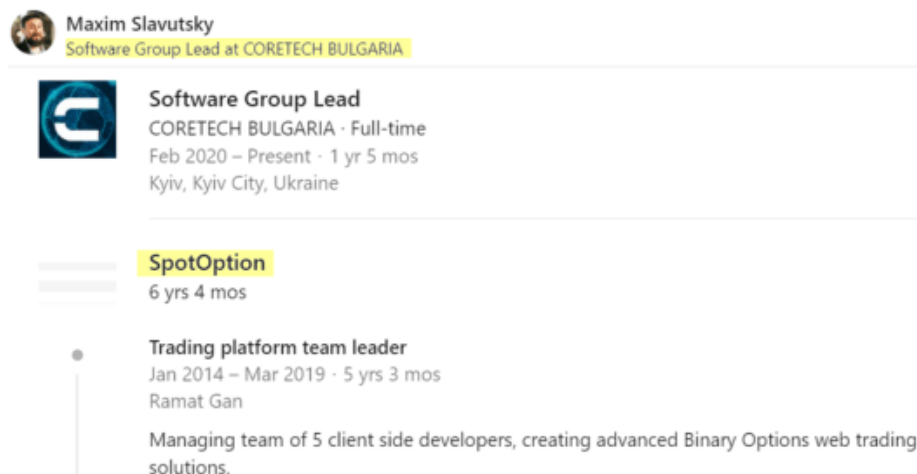 Maxim Slavutsky
Software Group Lead at CORETECH BULGARIA
Software Group Lead
CORETECH BULGARIA · Full-time
Feb 2020 – Present · 1 yr 5 mos
Kyiv, Kyiv City, Ukraine
SpotOption
6 yrs 4 mos
Trading platform team leader
Jan 2014 – Mar 2019 · 5 yrs 3 mos
Ramat Gan
Managing team of 5 client side developers, creating advanced Binary Options web trading
solutions.